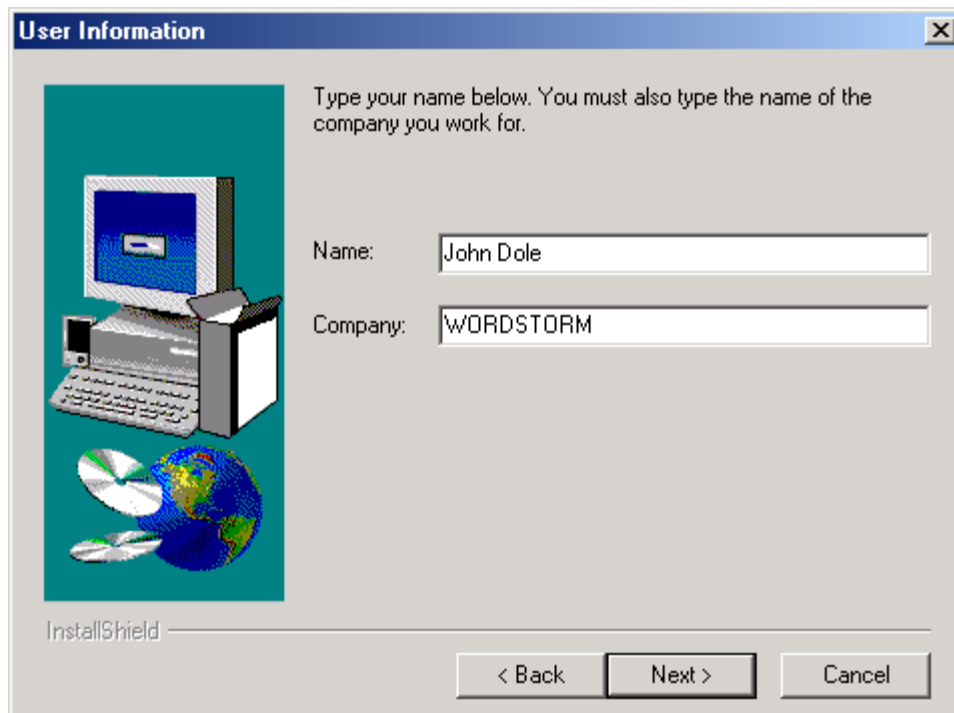 User Information
Type your name below. You must also type the name of the
company you work for.
Name: John Dole
Company: WORDSTORM
InstallShield
< Back Next > Cancel